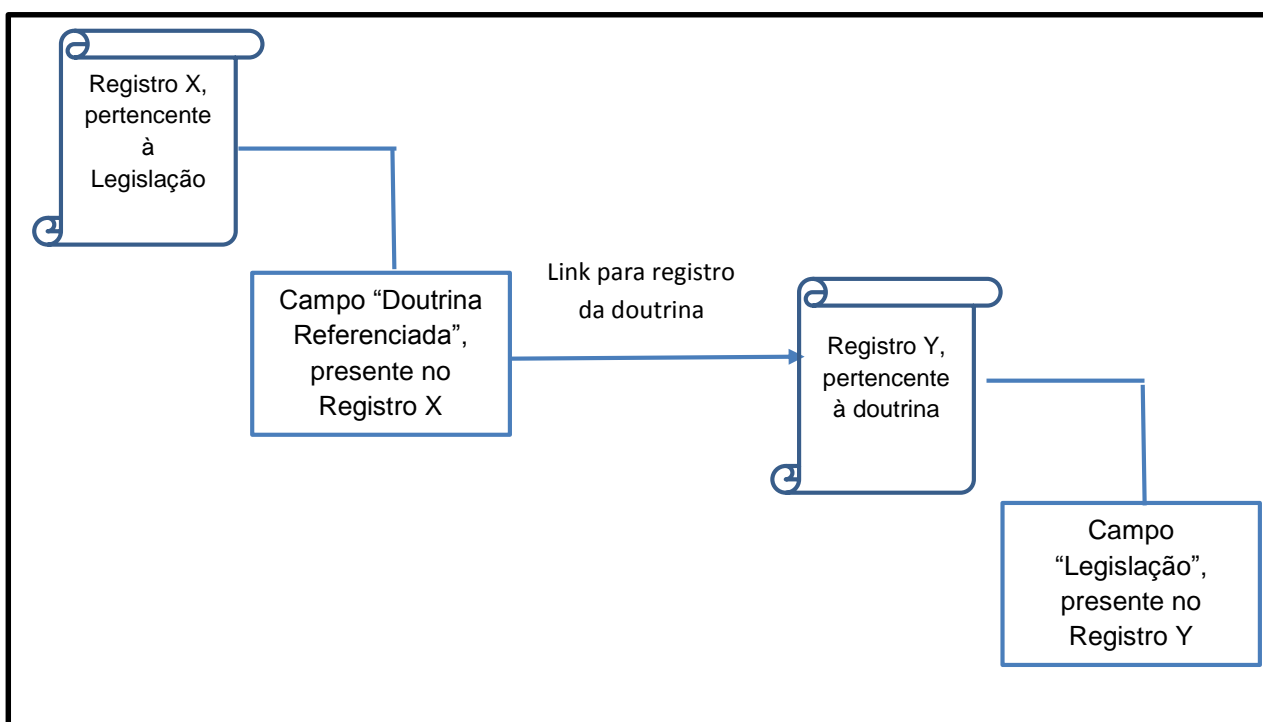 Registro X,
pertencente
à
Legislação
Campo “Doutrina
Referenciada”,
presente no
Registro X
Link para registro
da doutrina
Registro Y,
pertencente
à doutrina
Campo
“Legislação”,
presente no
Registro Y